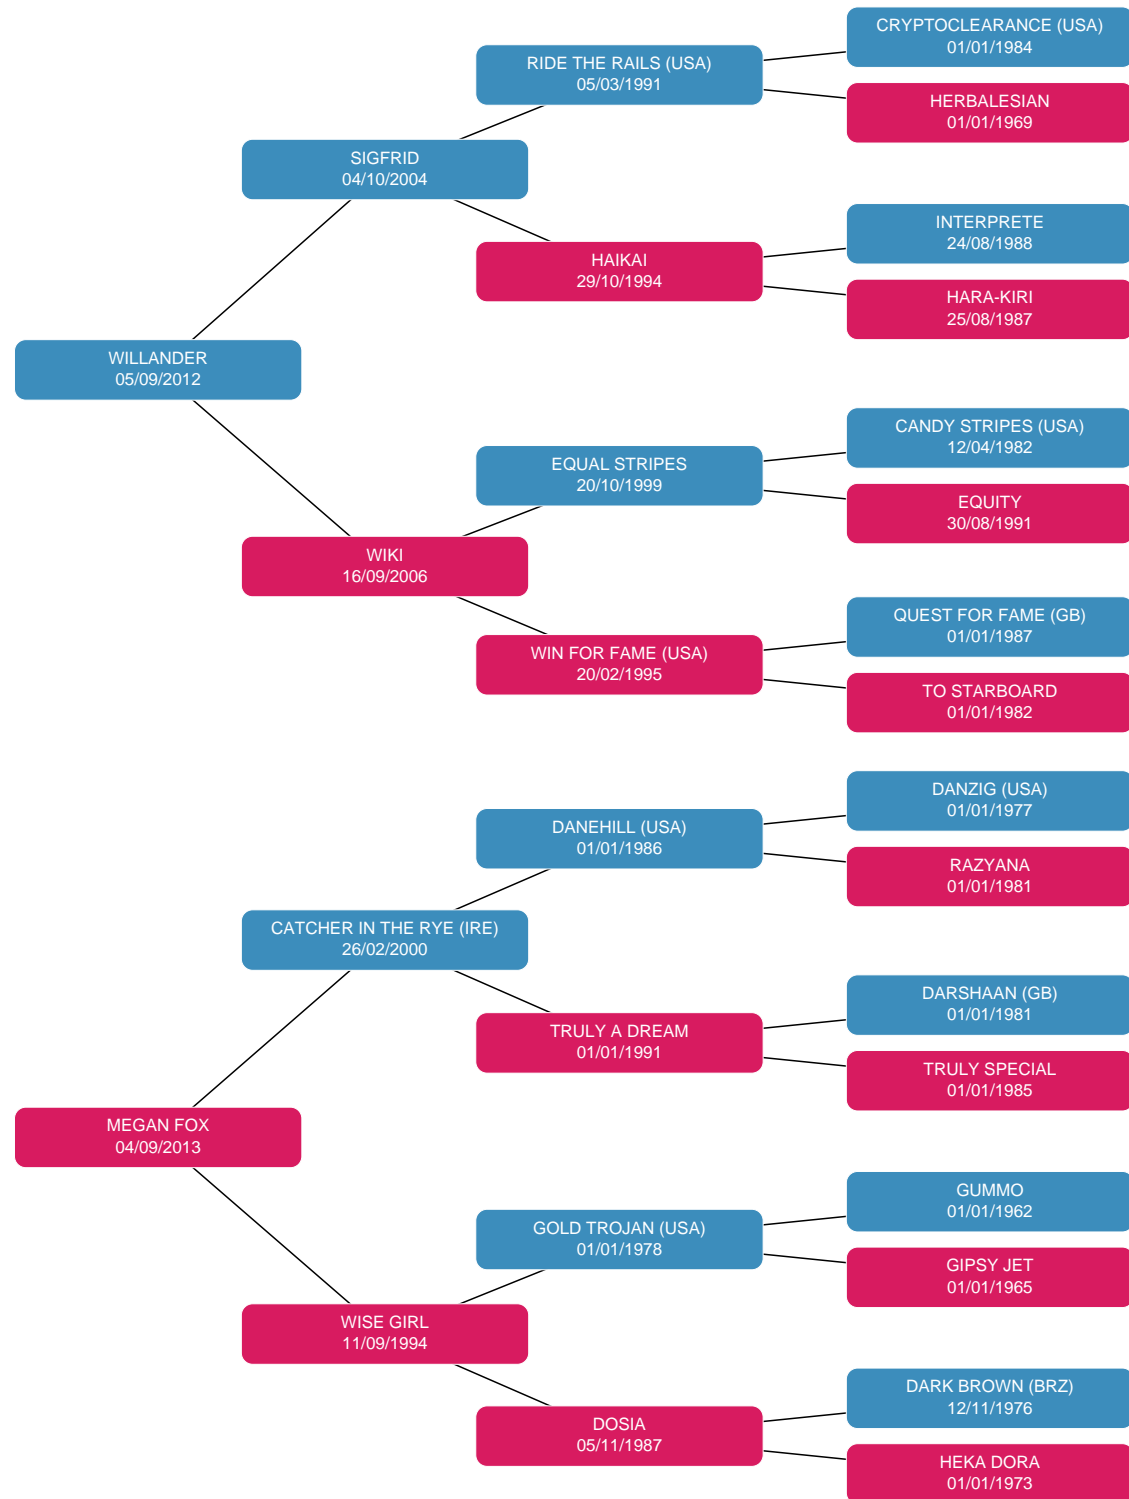 CRYPTOCLEARANCE (USA)
01/01/1984
RIDE THE RAILS (USA)
05/03/1991
HERBALESIAN
01/01/1969
SIGFRID
04/10/2004
INTERPRETE
24/08/1988
HAIKAI
29/10/1994
HARA-KIRI
25/08/1987
WILLANDER
05/09/2012
CANDY STRIPES (USA)
12/04/1982
EQUAL STRIPES
20/10/1999
EQUITY
30/08/1991
WIKI
16/09/2006
QUEST FOR FAME (GB)
01/01/1987
WIN FOR FAME (USA)
20/02/1995
TO STARBOARD
01/01/1982
DANZIG (USA)
01/01/1977
DANEHILL (USA)
01/01/1986
RAZYANA
01/01/1981
CATCHER IN THE RYE (IRE)
26/02/2000
DARSHAAN (GB)
01/01/1981
TRULY A DREAM
01/01/1991
TRULY SPECIAL
01/01/1985
MEGAN FOX
04/09/2013
GUMMO
01/01/1962
GOLD TROJAN (USA)
01/01/1978
GIPSY JET
01/01/1965
WISE GIRL
11/09/1994
DARK BROWN (BRZ)
12/11/1976
DOSIA
05/11/1987
HEKA DORA
01/01/1973